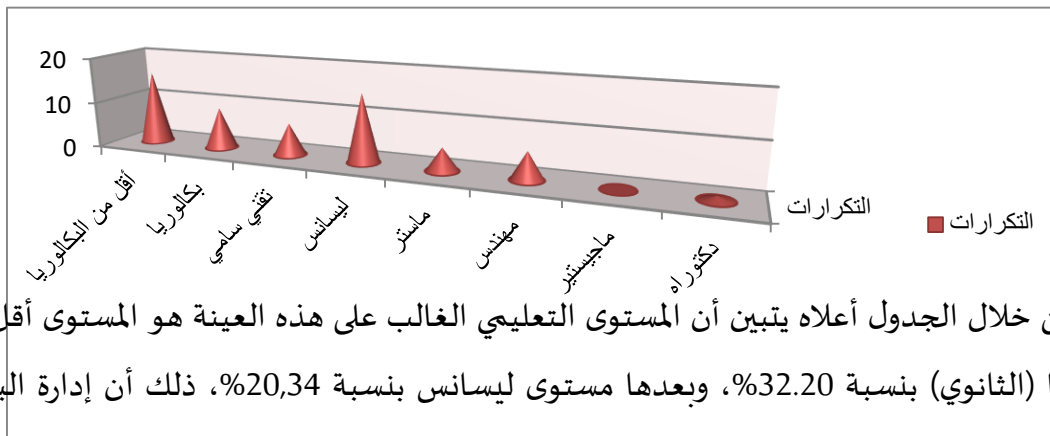 20
10
0
أقل من البكالوريا
بكالوريا
تقني سامي
ليسانس
ماستر
مهندس
ماجيستير
دكتوراه
التكرارات
التكرارات
خلال الجدول أعلاه يتبين أن المستوى التعليمي الغالب على هذه العينة هو المستوى أقل
(الثانوي) بنسبة 32.20%، وبعدها مستوى ليسانس بنسبة 20,34%، ذلك أن إدارة